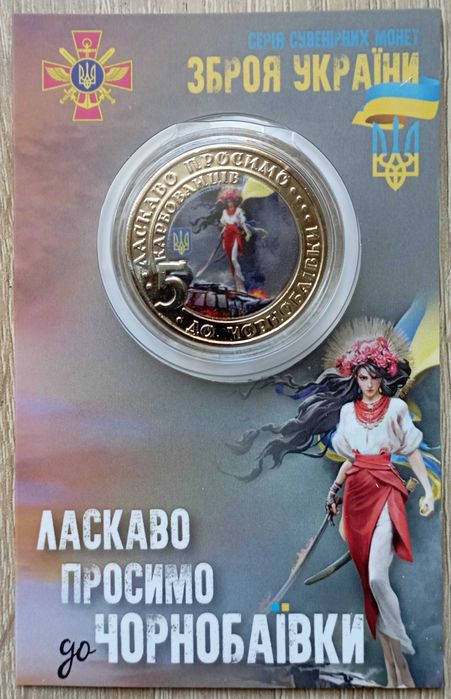 СЕРІЯ СУВЕНІРНИХ МОНЕТ
ЗБРОЯ УКРАЇНИ
ЛАСКАВО ПРОСИМО
ДО ЧОРНОБАЇВКИ
5
КАРБОВАНЦІВ
ЛАСКАВО
ПРОСИМО
до ЧОРНОБАЇВКИ